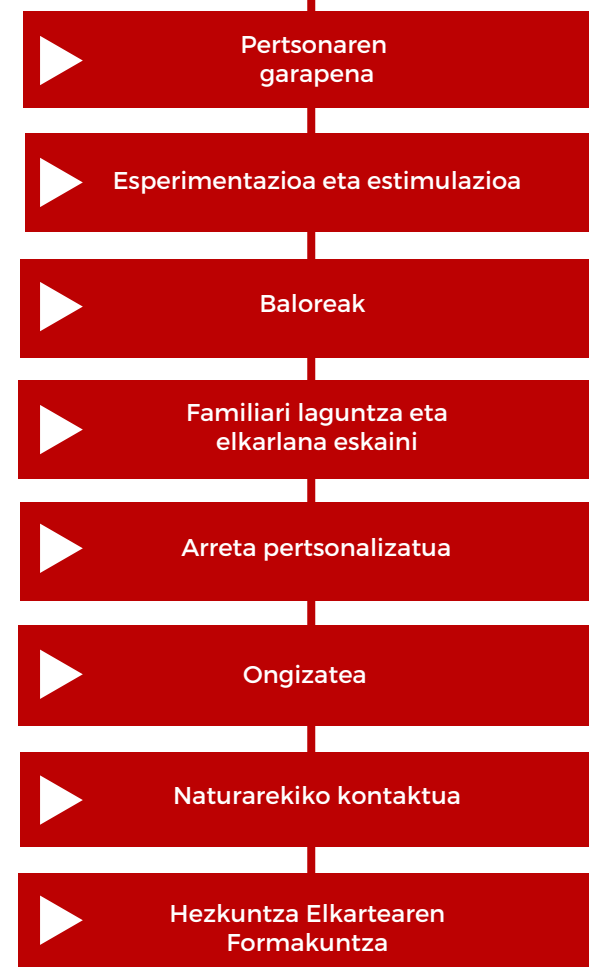 Pertsonaren
garapena
Esperimentazioa eta estimulazioa
Baloreak
Familiari laguntza eta
elkarlana eskaini
Arreta pertsonalizatua
Ongizatea
Naturarekiko kontaktua
Hezkuntza Elkartearen
Formakuntza